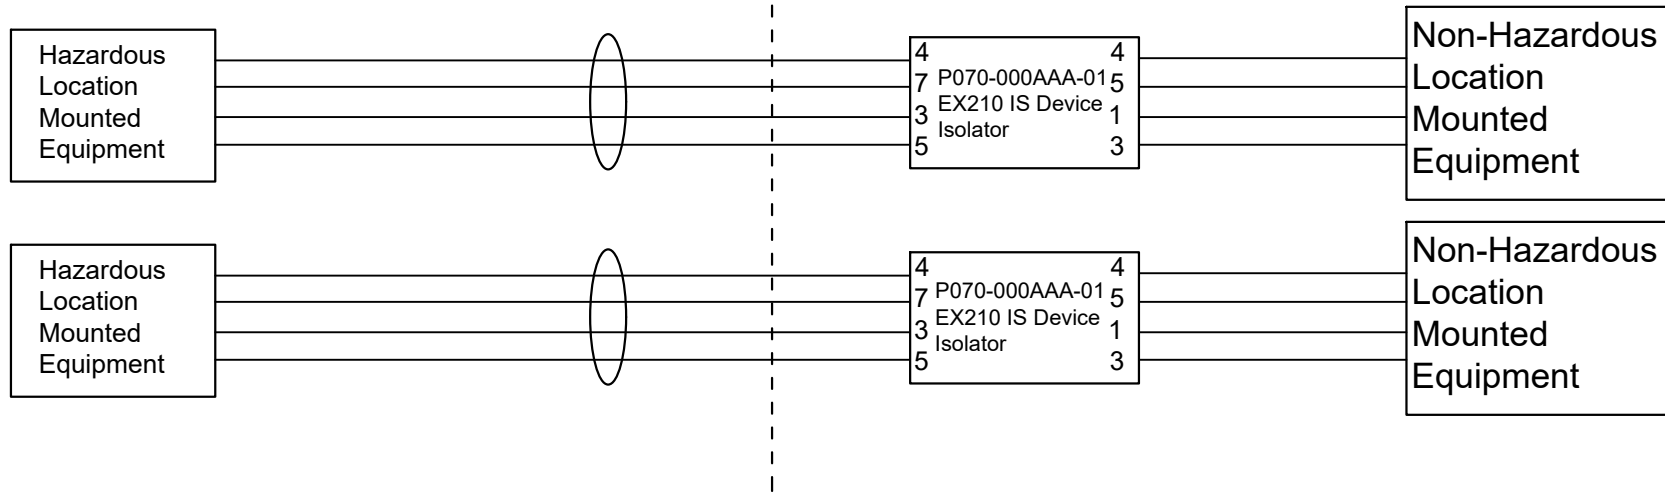 Hazardous
Location
Mounted
Equipment
4
7
3
5
P070-000AAA-01
EX210 IS Device
Isolator
4
5
1
3
Non-Hazardous
Location
Mounted
Equipment
Hazardous
Location
Mounted
Equipment
4
7
3
5
P070-000AAA-01
EX210 IS Device
Isolator
4
5
1
3
Non-Hazardous
Location
Mounted
Equipment